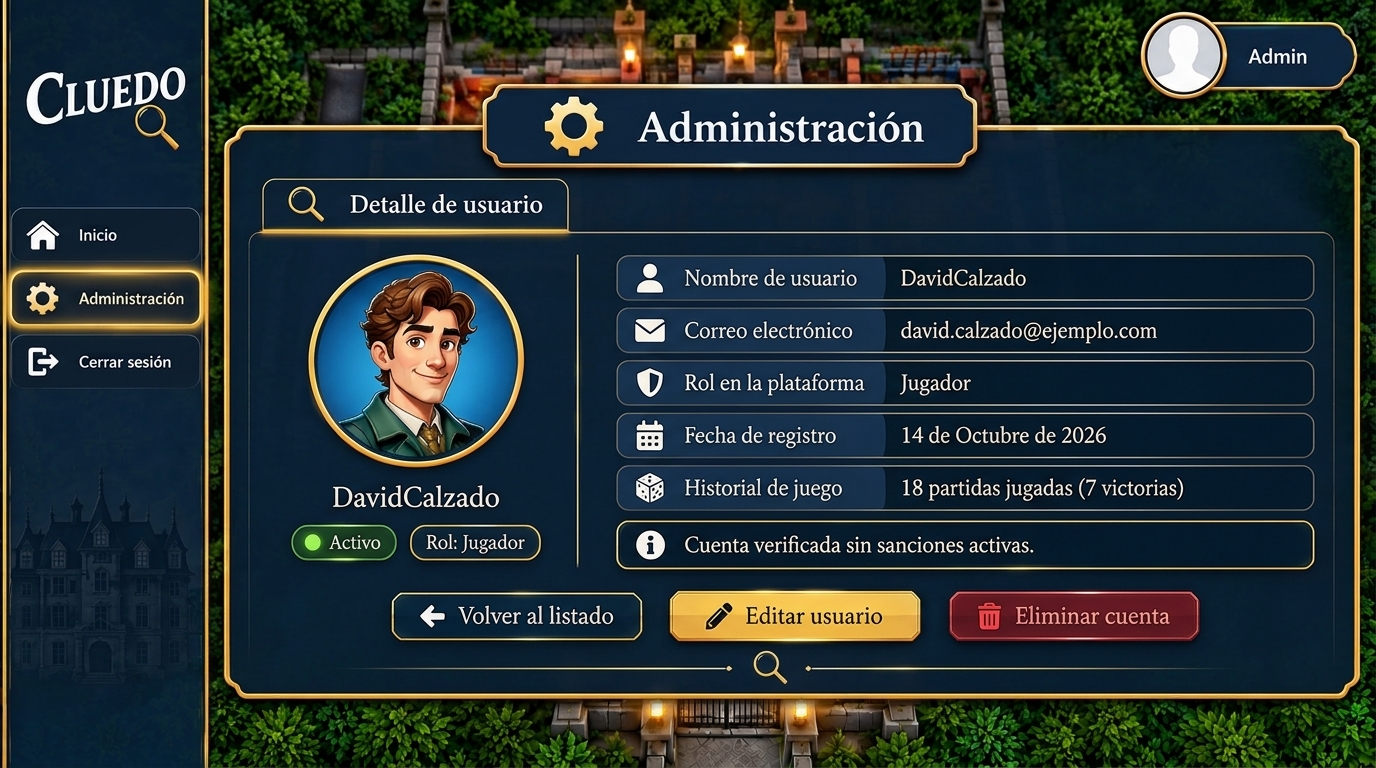 CLUEDO
Inicio
Administración
Cerrar sesión
Admin
Administración
Detalle de usuario
DavidCalzado
Activo
Rol: Jugador
Nombre de usuario DavidCalzado
Correo electrónico david.calzado@ejemplo.com
Rol en la plataforma Jugador
Fecha de registro 14 de Octubre de 2026
Historial de juego 18 partidas jugadas (7 victorias)
Cuenta verificada sin sanciones activas.
Volver al listado
Editar usuario
Eliminar cuenta